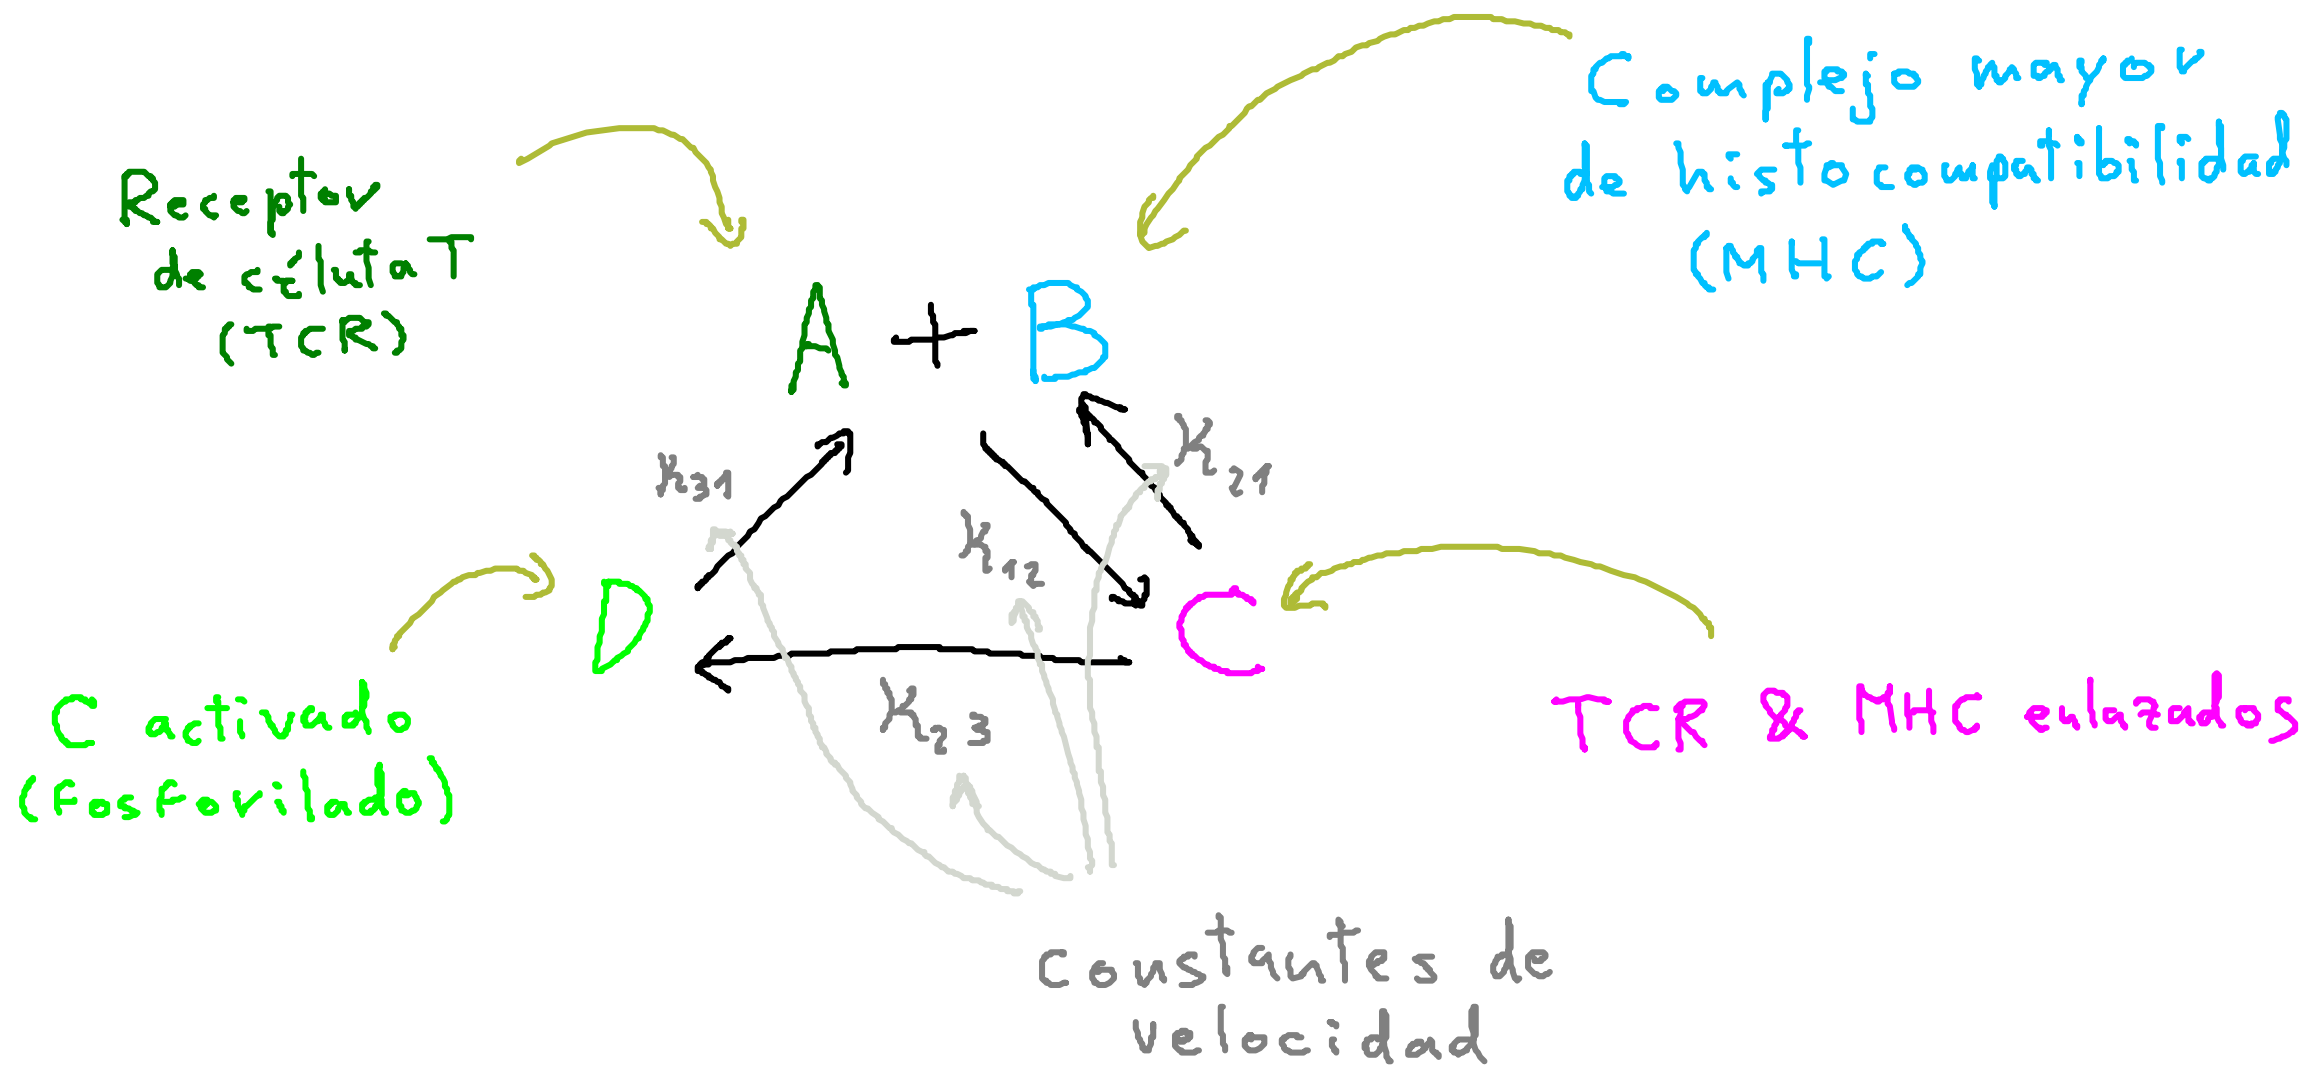 Complejo mayor
de histocompatibilidad
(MHC)
Receptor
de céluta T
(TCR)
A + B
k31
k21
k12
D
C
k23
C activado
(fosforilado)
TCR & MHC enlazados
Constantes de
velocidad